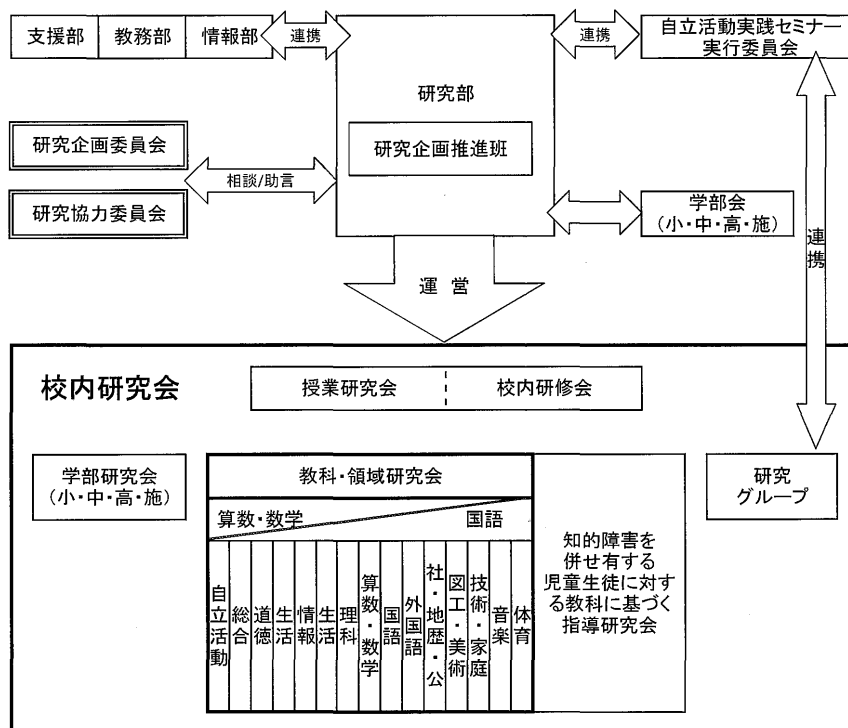 支援部 教務部 情報部
連携
連携
自立活動実践セミナー
実行委員会
研究部
研究企画推進班
研究企画委員会
相談/助言
研究協力委員会
学部会
(小・中・高・施)
連携
運 営
校内研究会
授業研究会
校内研修会
学部研究会
(小・中・高・施)
教科・領域研究会
算数・数学
国語
自立活動
総合
道徳
生活
情報
生活
理科
算数・数学
国語
外国語
社・地歴・公
図工・美術
技術・家庭
音楽
体育
知的障害を
併せ有する
児童生徒に対す
る教科に基づく
指導研究会
研究
グループ